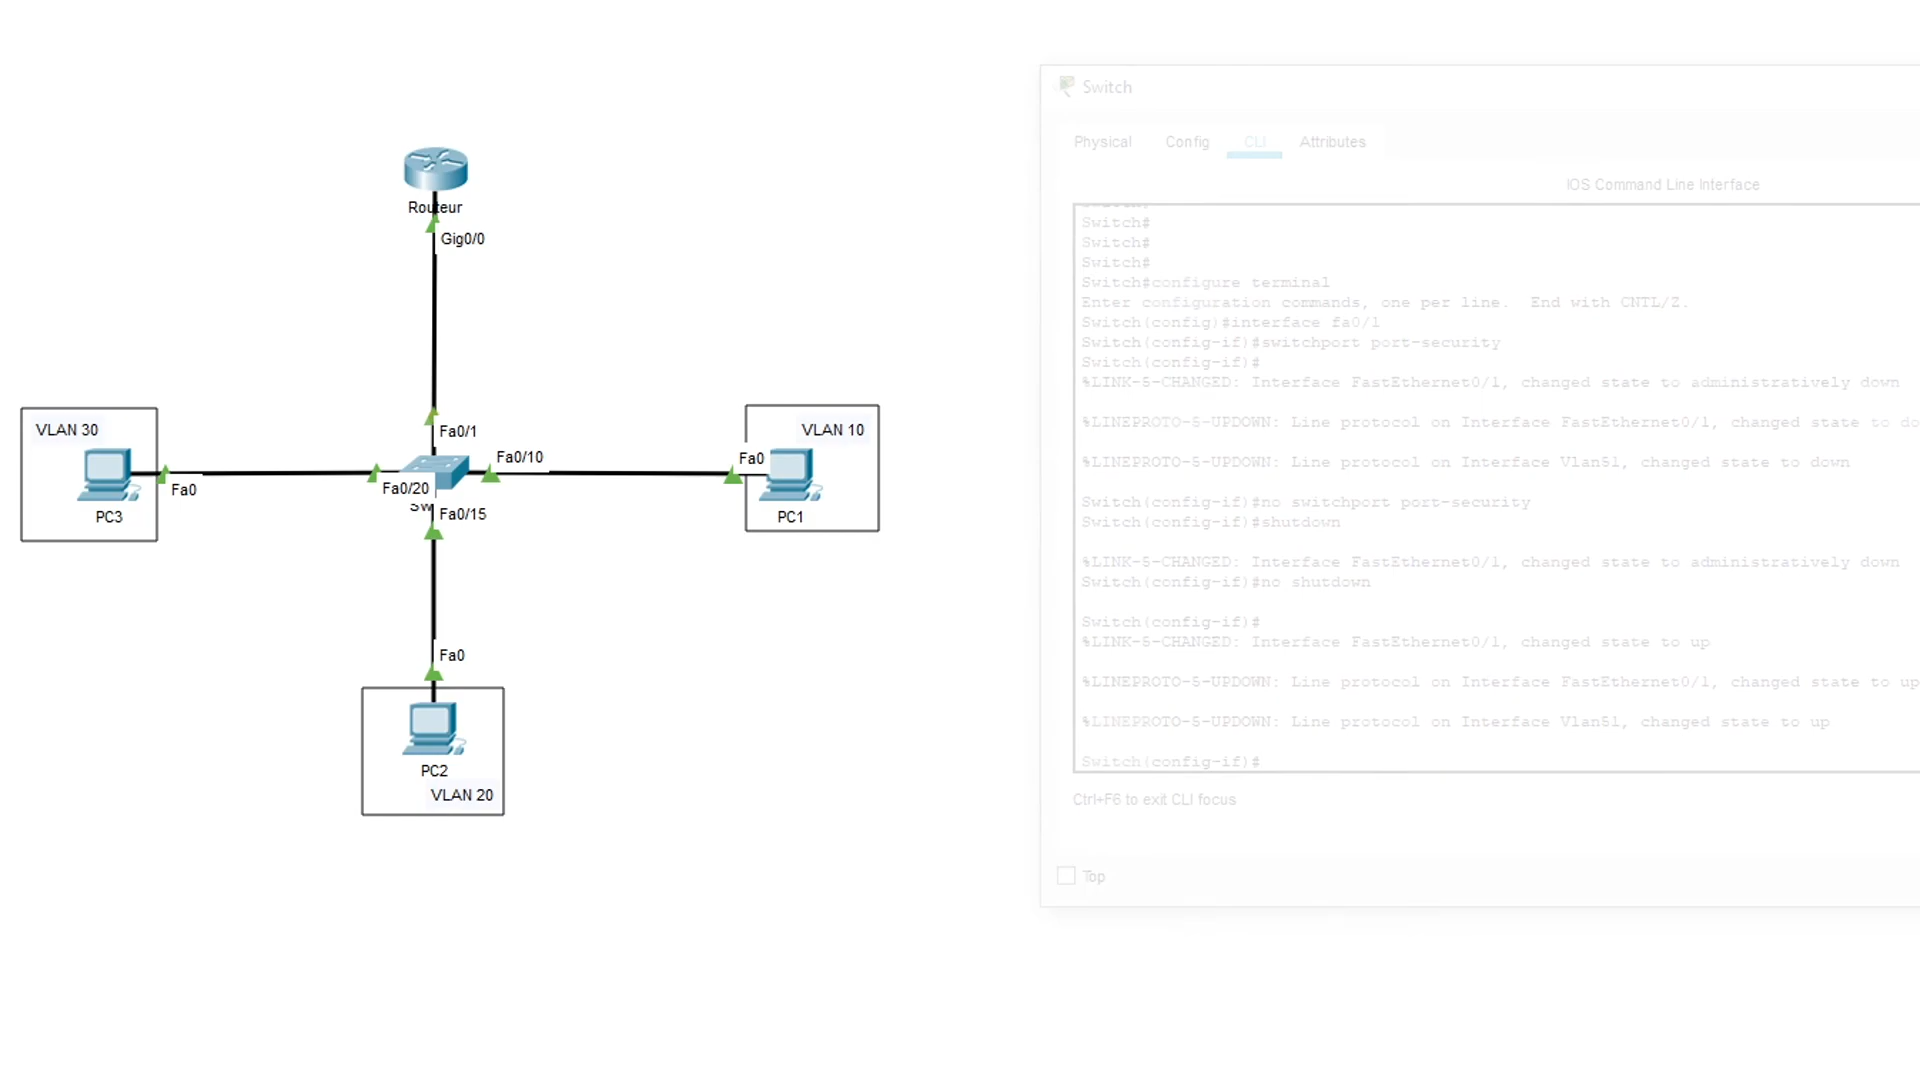 Routeur
Gig0/0
Fa0/1
VLAN 30
Fa0
PC3
Fa0/20
Fa0/10
Fa0/15
VLAN 10
Fa0
PC1
Fa0
PC2
VLAN 20
Switch
Physical Config CLI Attributes
IOS Command Line Interface
Switch#
Switch#
Switch#
Switch#configure terminal
Enter configuration commands, one per line. End with CNTL/Z.
Switch(config)#interface fa0/1
Switch(config-if)#switchport port-security
Switch(config-if)#
%LINK-5-CHANGED: Interface FastEthernet0/1, changed state to administratively down
%LINEPROTO-5-UPDOWN: Line protocol on Interface FastEthernet0/1, changed state to do
%LINEPROTO-5-UPDOWN: Line protocol on Interface Vlan51, changed state to down
Switch(config-if)#no switchport port-security
Switch(config-if)#shutdown
%LINK-5-CHANGED: Interface FastEthernet0/1, changed state to administratively down
Switch(config-if)#no shutdown
Switch(config-if)#
%LINK-5-CHANGED: Interface FastEthernet0/1, changed state to up
%LINEPROTO-5-UPDOWN: Line protocol on Interface FastEthernet0/1, changed state to up
%LINEPROTO-5-UPDOWN: Line protocol on Interface Vlan51, changed state to up
Switch(config-if)#
Ctrl+F6 to exit CLI focus
Top